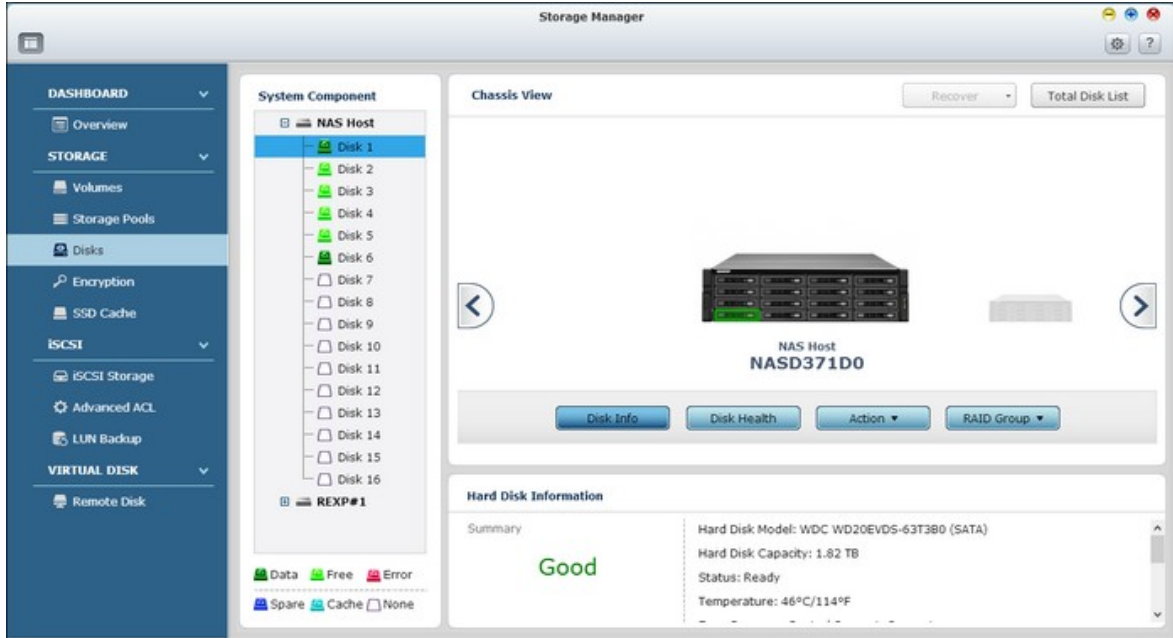 Storage Manager
?
DASHBOARD
Overview
STORAGE
Volumes
Storage Pools
Disks
Encryption
SSD Cache
iSCSI
iSCSI Storage
Advanced ACL
LUN Backup
VIRTUAL DISK
Remote Disk
System Component
NAS Host
Disk 1
Disk 2
Disk 3
Disk 4
Disk 5
Disk 6
Disk 7
Disk 8
Disk 9
Disk 10
Disk 11
Disk 12
Disk 13
Disk 14
Disk 15
Disk 16
REXP#1
Data Free Error
Spare Cache None
Chassis View
Recover
Total Disk List
NAS Host
NASD371D0
Disk Info Disk Health Action RAID Group
Hard Disk Information
Summary
Good
Hard Disk Model: WDC WD20EVDS-63T3B0 (SATA)
Hard Disk Capacity: 1.82 TB
Status: Ready
Temperature: 46°C/114°F